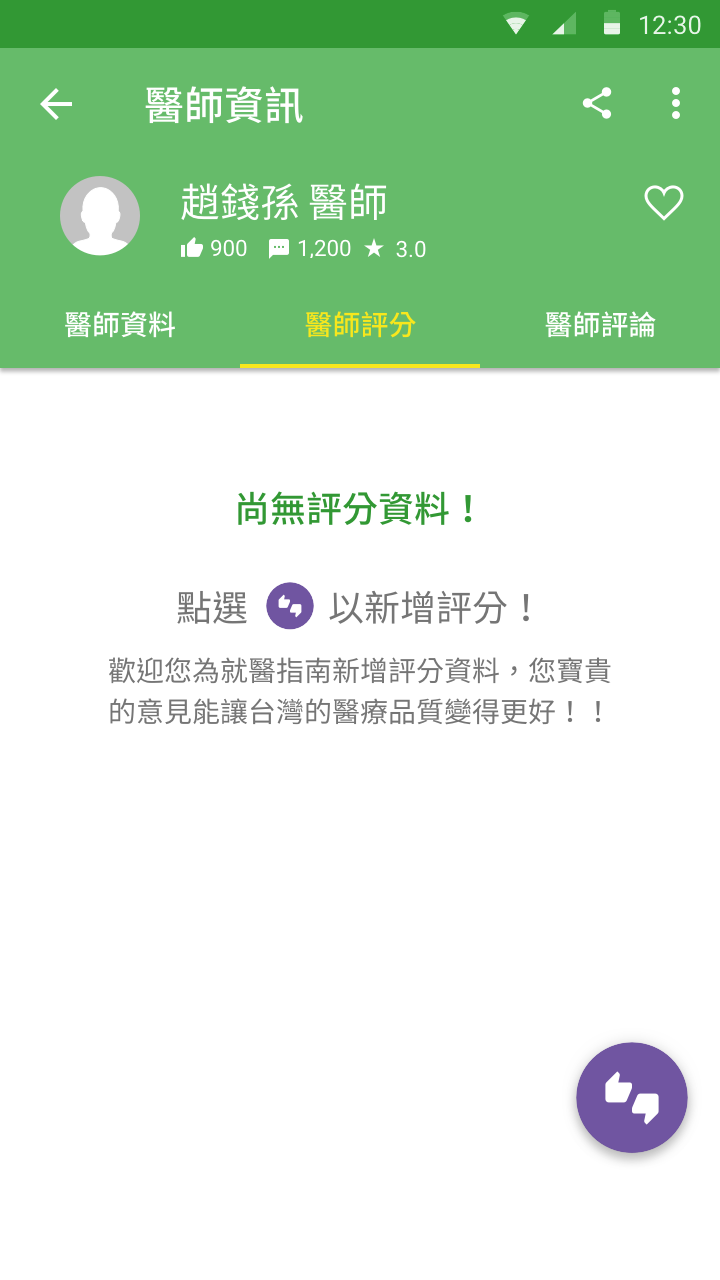 12:30
醫師資訊
趙錢孫 醫師
900 1,200 3.0
醫師資料 醫師評分 醫師評論
尚無評分資料！
點選 以新增評分！
歡迎您為就醫指南新增評分資料，您寶貴
的意見能讓台灣的醫療品質變得更好！！